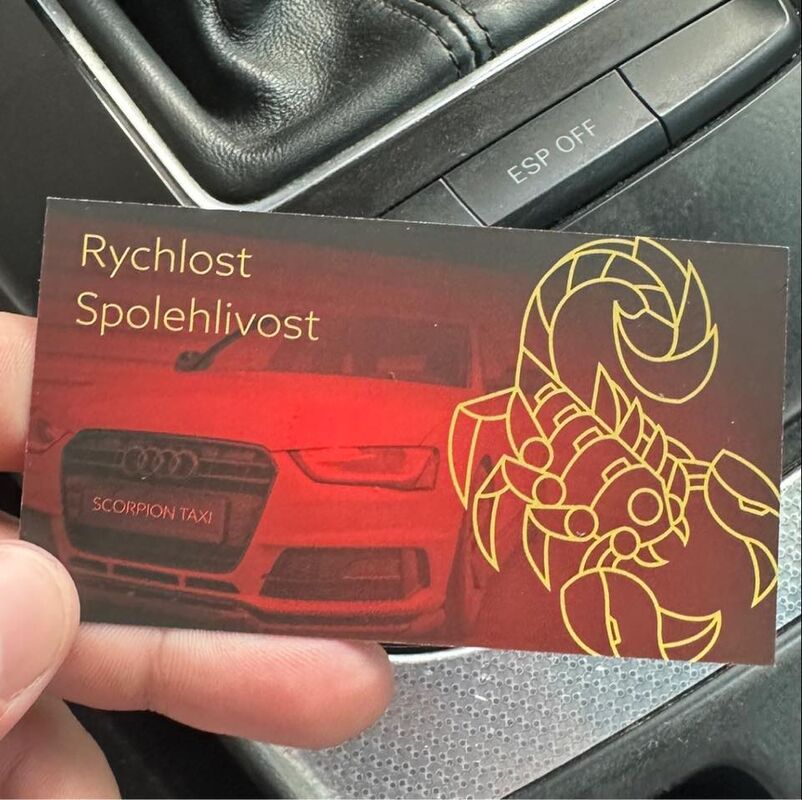 ESP OFF
Rychlost
Spolehlivost
SCORPION TAXI